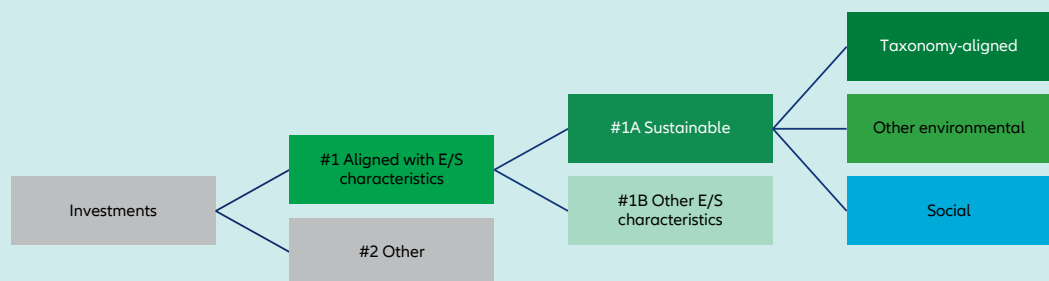 Investments
#1 Aligned with E/S
characteristics
#2 Other
#1A Sustainable
#1B Other E/S
characteristics
Taxonomy-aligned
Other environmental
Social